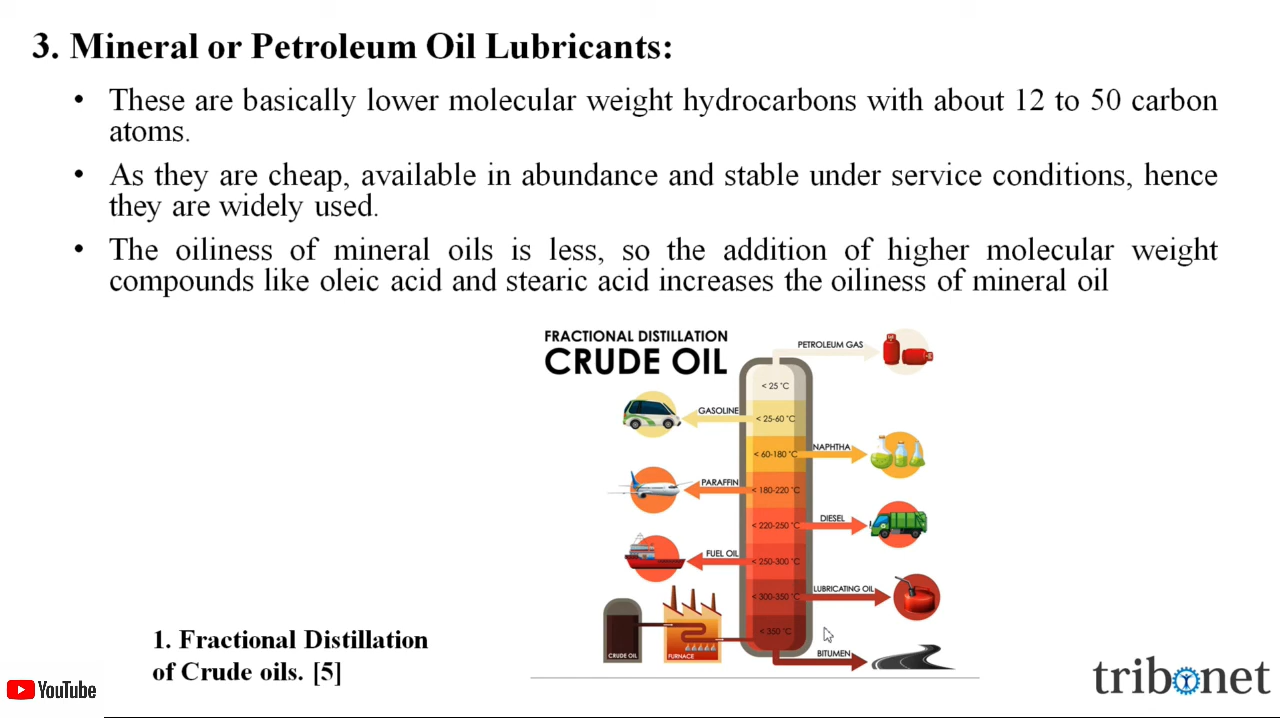 3. Mineral or Petroleum Oil Lubricants:
• These are basically lower molecular weight hydrocarbons with about 12 to 50 carbon
atoms.
• As they are cheap, available in abundance and stable under service conditions, hence
they are widely used.
• The oiliness of mineral oils is less, so the addition of higher molecular weight
compounds like oleic acid and stearic acid increases the oiliness of mineral oil
FRACTIONAL DISTILLATION
CRUDE OIL
PETROLEUM GAS
< 25 °C
GASOLINE
< 25-60 °C
NAPHTHA
< 60-180 °C
PARAFFIN
< 180-220 °C
DIESEL
< 220-250 °C
FUEL OIL
< 250-300 °C
LUBRICATING OIL
< 300-350 °C
< 350 °C
CRUDE OIL
FURNACE
BITUMEN
1. Fractional Distillation
of Crude oils. [5]
YouTube
tribonet